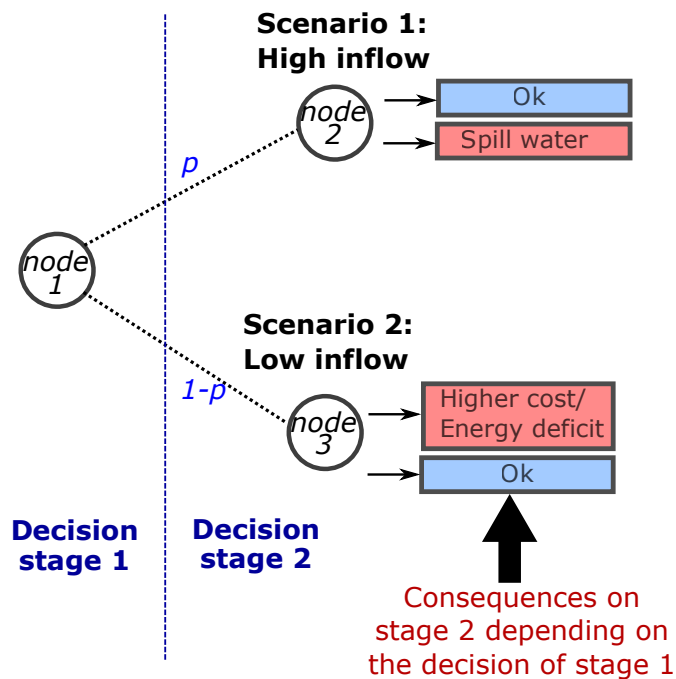 Scenario 1:
High inflow
node
2
Ok
Spill water
p
node
1
Scenario 2:
Low inflow
1-p
node
3
Higher cost/
Energy deficit
Ok
Decision
stage 1
Decision
stage 2
Consequences on
stage 2 depending on
the decision of stage 1